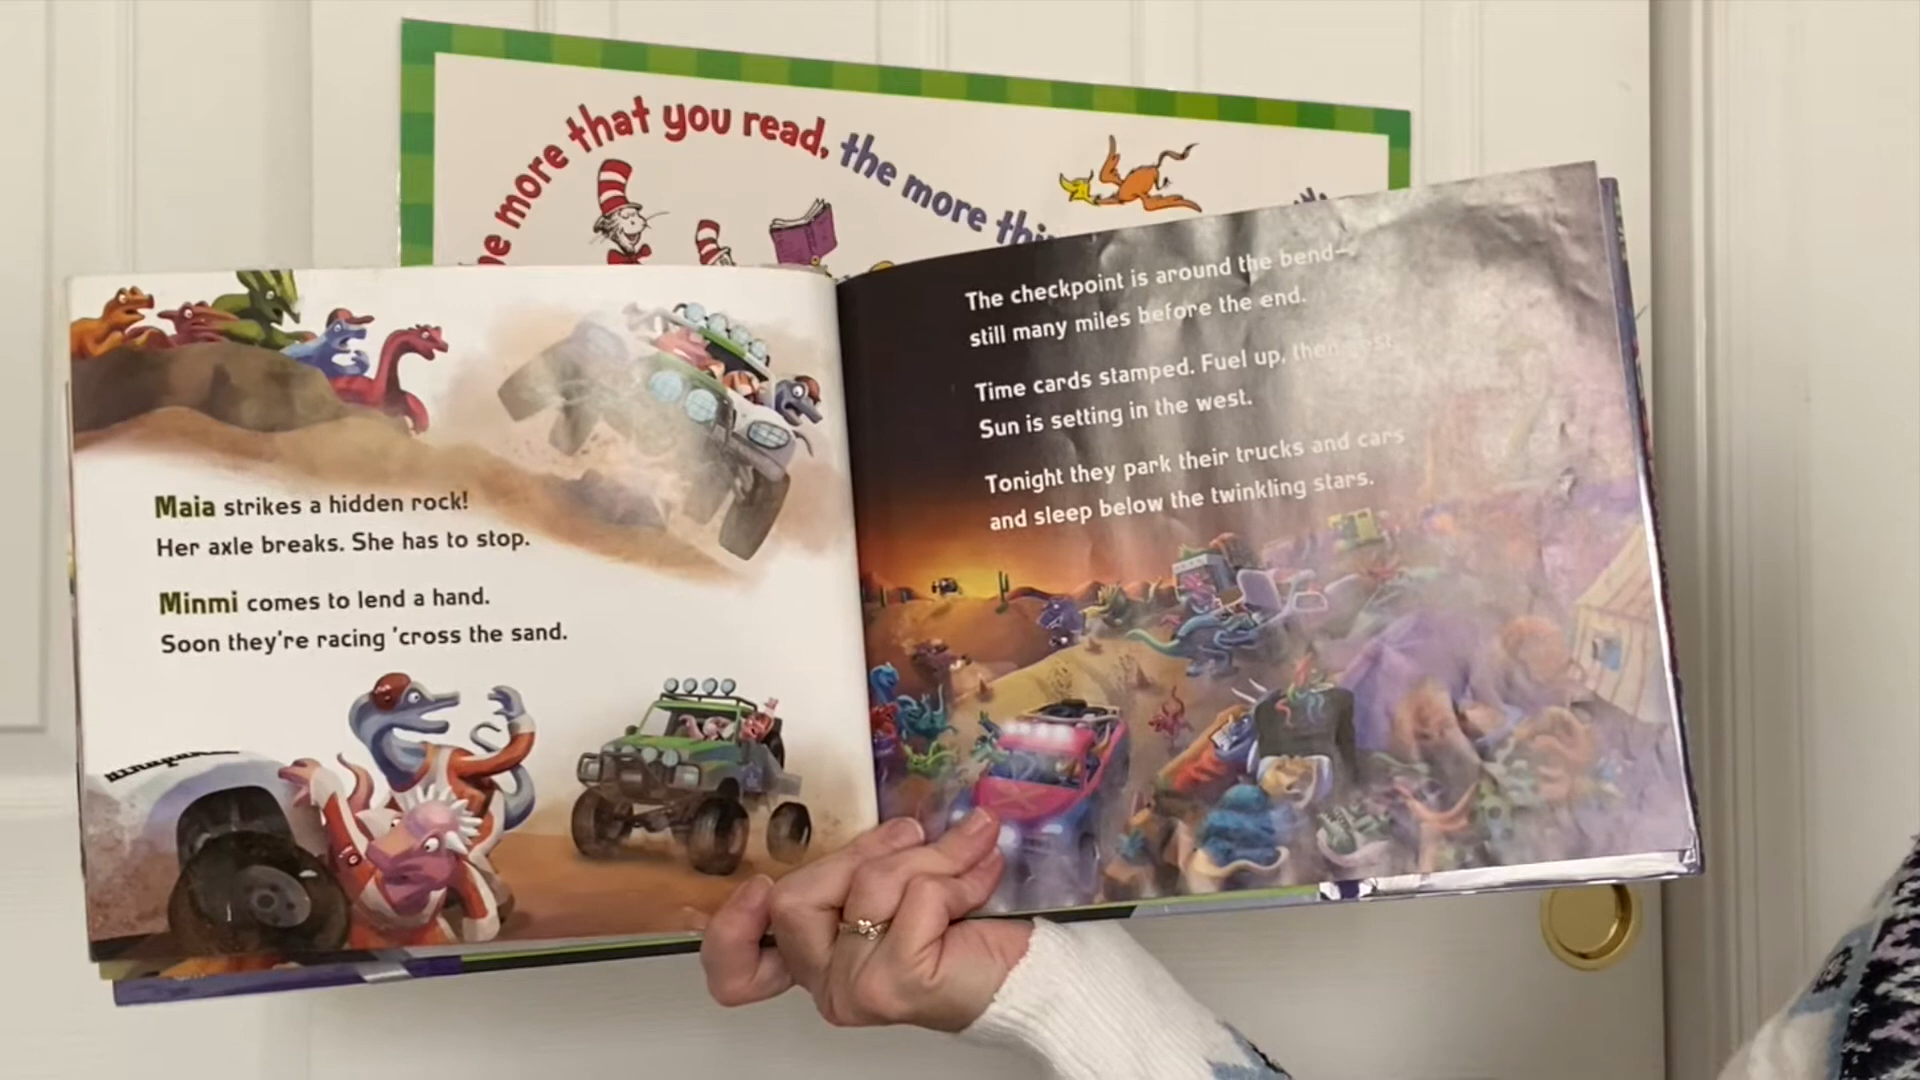 he more that you read, the more thi
Maia strikes a hidden rock!
Her axle breaks. She has to stop.
Minmi comes to lend a hand.
Soon they're racing 'cross the sand.
The checkpoint is around the bend—
still many miles before the end.
Time cards stamped. Fuel up, then rest.
Sun is setting in the west.
Tonight they park their trucks and cars
and sleep below the twinkling stars.